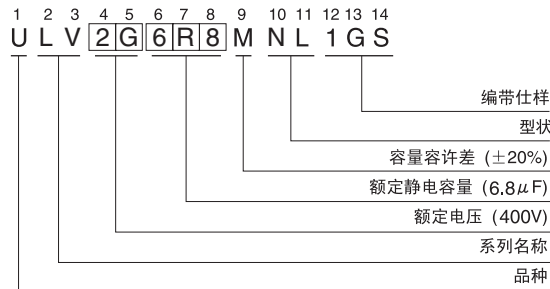 1 2 3 4 5 6 7 8 9 10 11 12 13 14
U L V 2 G 6 R 8 M N L 1 G S
编带仕样
型状
容量容许差 (±20%)
额定静电容量 (6.8μF)
额定电压 (400V)
系列名称
品种